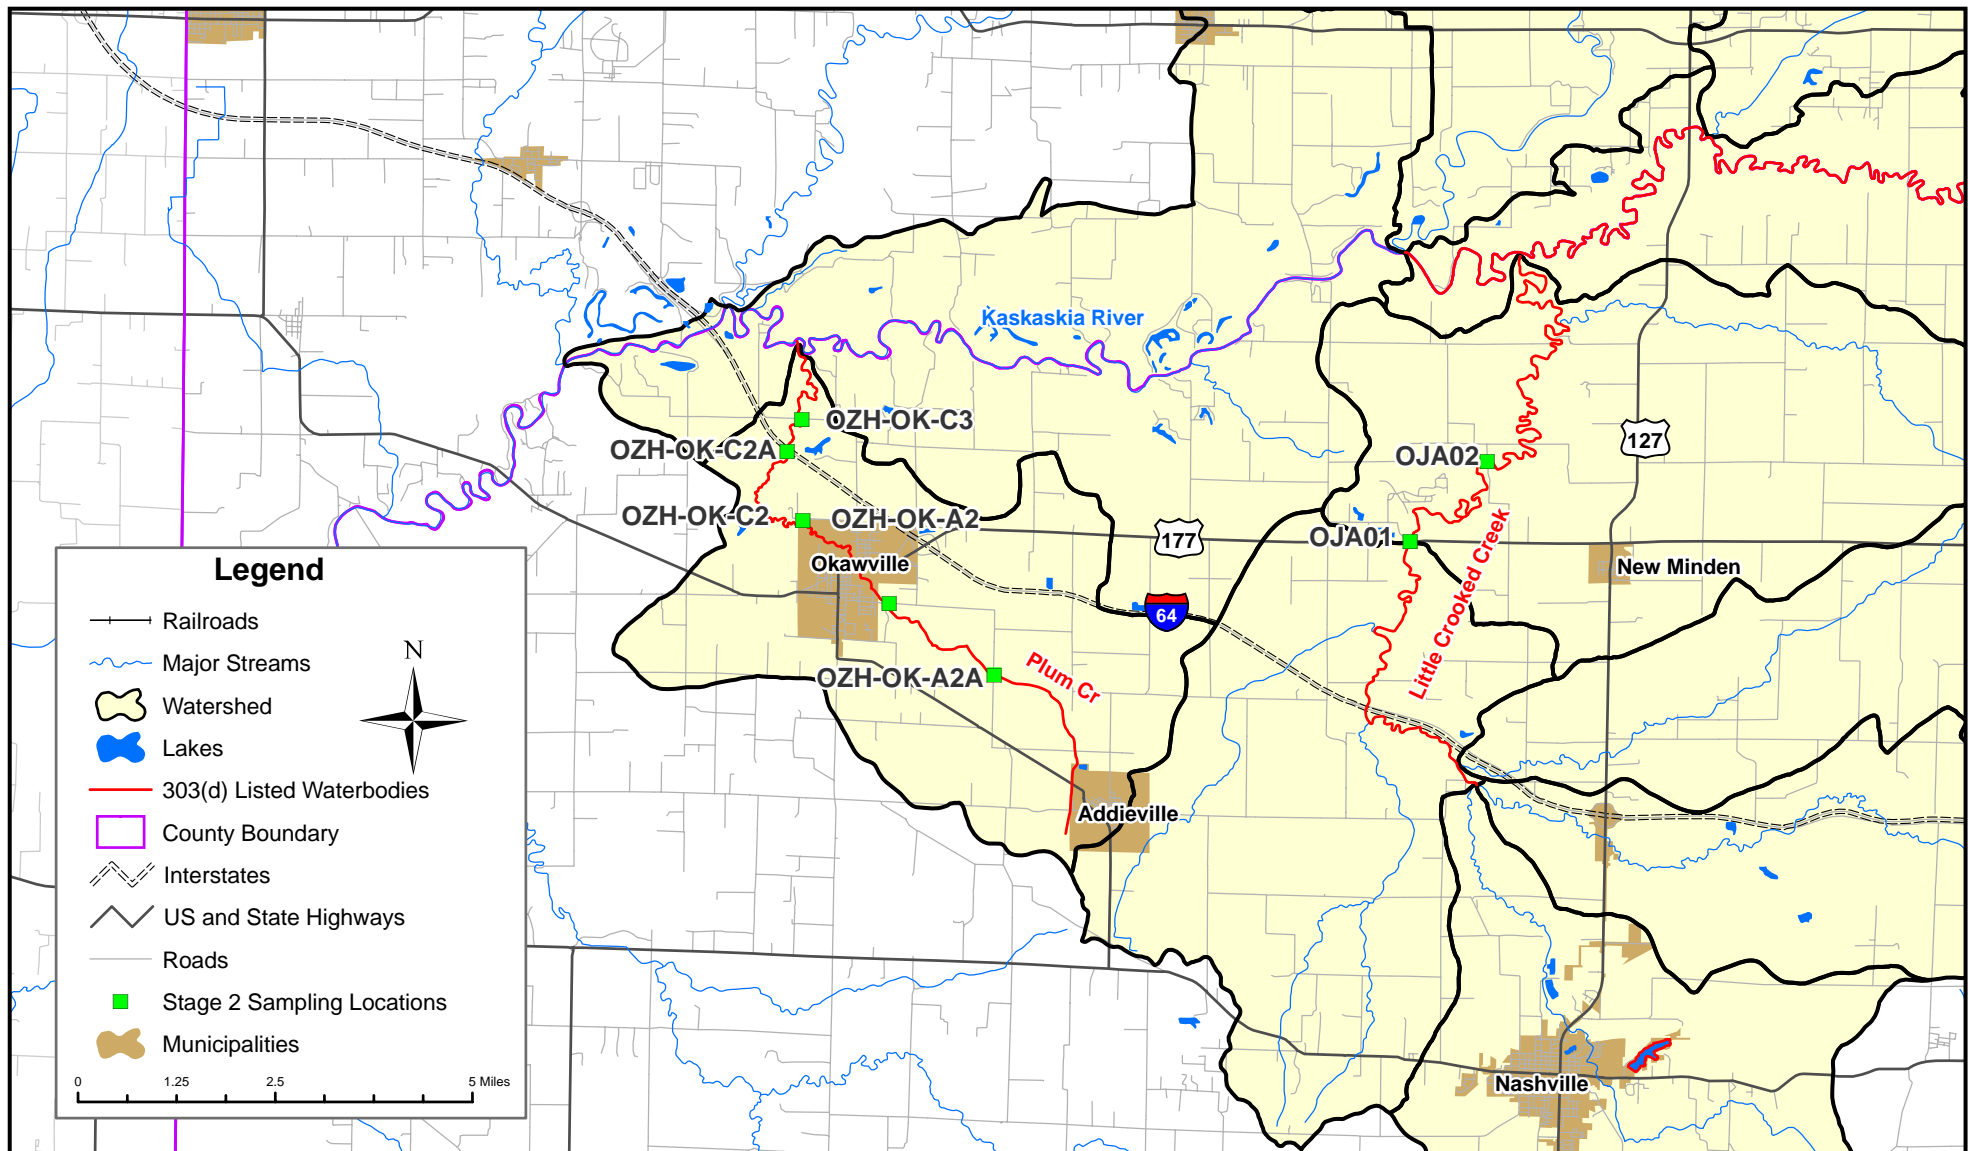 Kaskaskia River
OZH-OK-C3
OZH-OK-C2A
127
OJA02
OZH-OK-C2
OZH-OK-A2
177
OJA01
Okawville
New Minden
64
Little Crooked Creek
Plum Cr
OZH-OK-A2A
Addieville
Nashville
Legend
Railroads
Major Streams
N
Watershed
Lakes
303(d) Listed Waterbodies
County Boundary
Interstates
US and State Highways
Roads
Stage 2 Sampling Locations
Municipalities
0 1.25 2.5 5 Miles